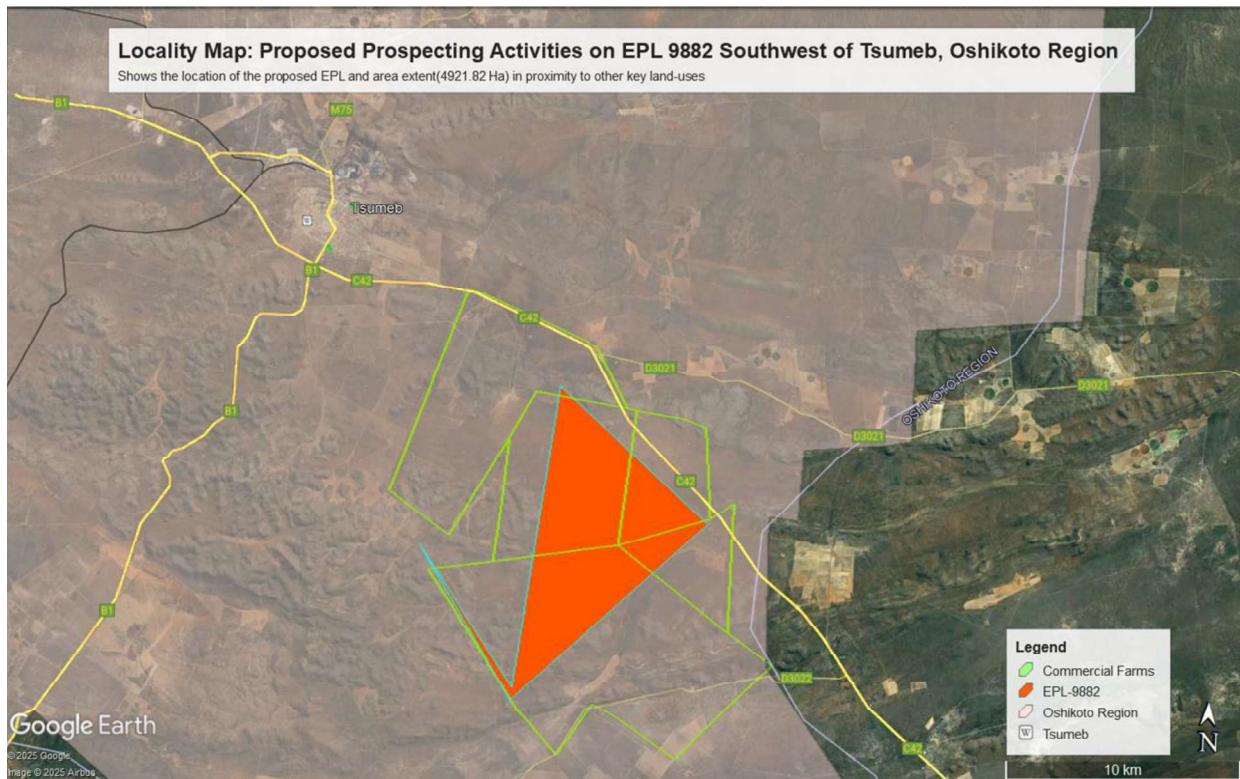 Locality Map: Proposed Prospecting Activities on EPL 9882 Southwest of Tsumeb, Oshikoto Region
Shows the location of the proposed EPL and area extent(4921.82 Ha) in proximity to other key land-uses
B1
M75
W
Tsumeb
B1
C42
C42
D3021
D3021
OSHIKOTO REGION
B1
D3021
C42
B1
D3022
C42
Legend
Commercial Farms
EPL-9882
Oshikoto Region
W Tsumeb
N
10 km
Google Earth
© 2025 Google
Image © 2025 Airbus